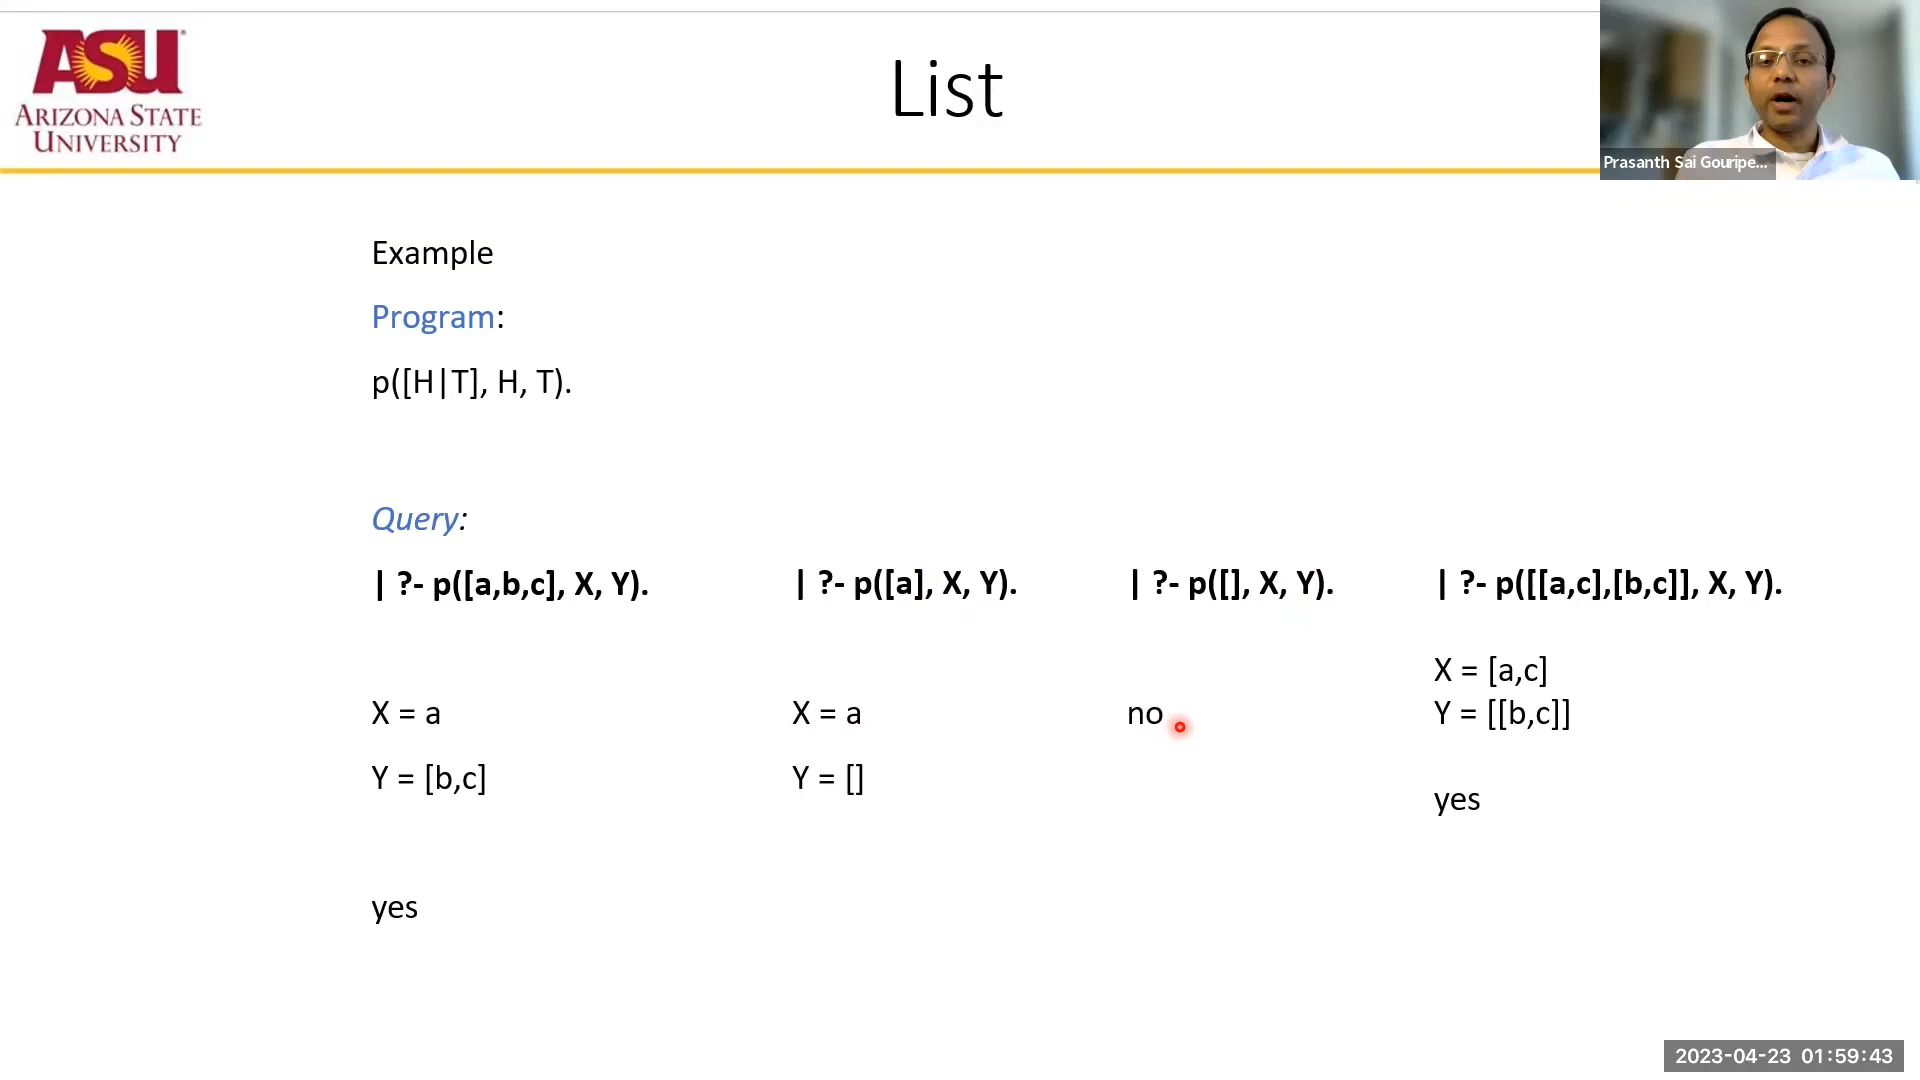 ASU
ARIZONA STATE
UNIVERSITY
List
Prasanth Sai Gouripe...
Example
Program:
p([H|T], H, T).
Query:
| ?- p([a,b,c], X, Y).
X = a
Y = [b,c]
yes
| ?- p([a], X, Y).
X = a
Y = []
| ?- p([], X, Y).
no
| ?- p([[a,c],[b,c]], X, Y).
X = [a,c]
Y = [[b,c]]
yes
2023-04-23 01:59:43